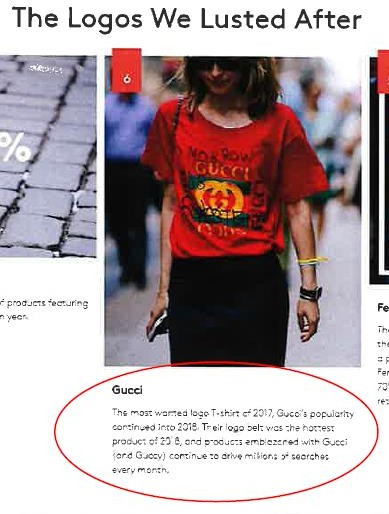 The Logos We Lusted After
6
%
GUCCI
of products featuring
n year.
Gucci
The most wanted logo T-shirt of 2017, Gucci's popularity
continued into 2018. Their logo belt was the hottest
product of 2018, and products emblazoned with Gucci
(and Guccy) continue to drive millions of searches
every month.
Fe
The
the
a p
Fer
70%
ret